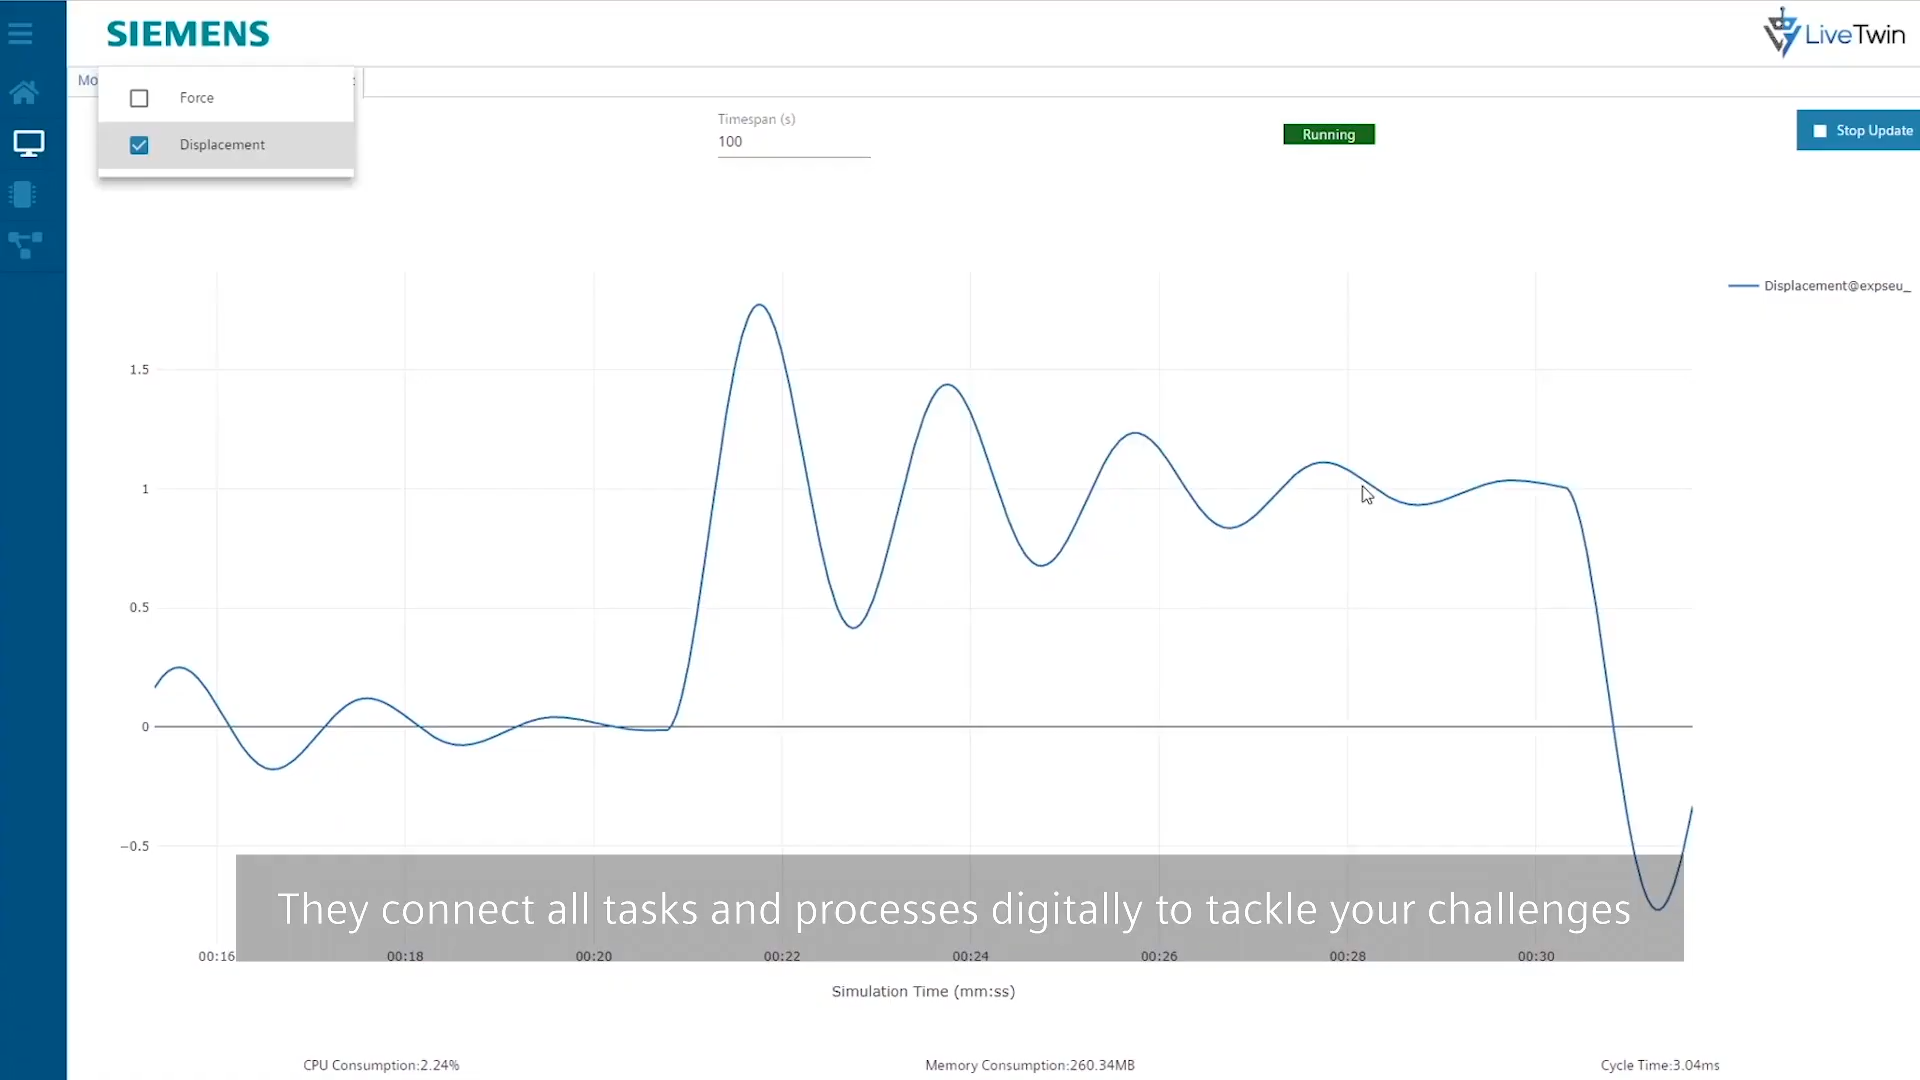 SIEMENS
LiveTwin
Mo
Force
Displacement
Timespan (s)
100
Running
Stop Update
Displacement@expseu_
1.5
1
0.5
0
−0.5
They connect all tasks and processes digitally to tackle your challenges
00:16 00:18 00:20 00:22 00:24 00:26 00:28 00:30
Simulation Time (mm:ss)
CPU Consumption:2.24% Memory Consumption:260.34MB Cycle Time:3.04ms